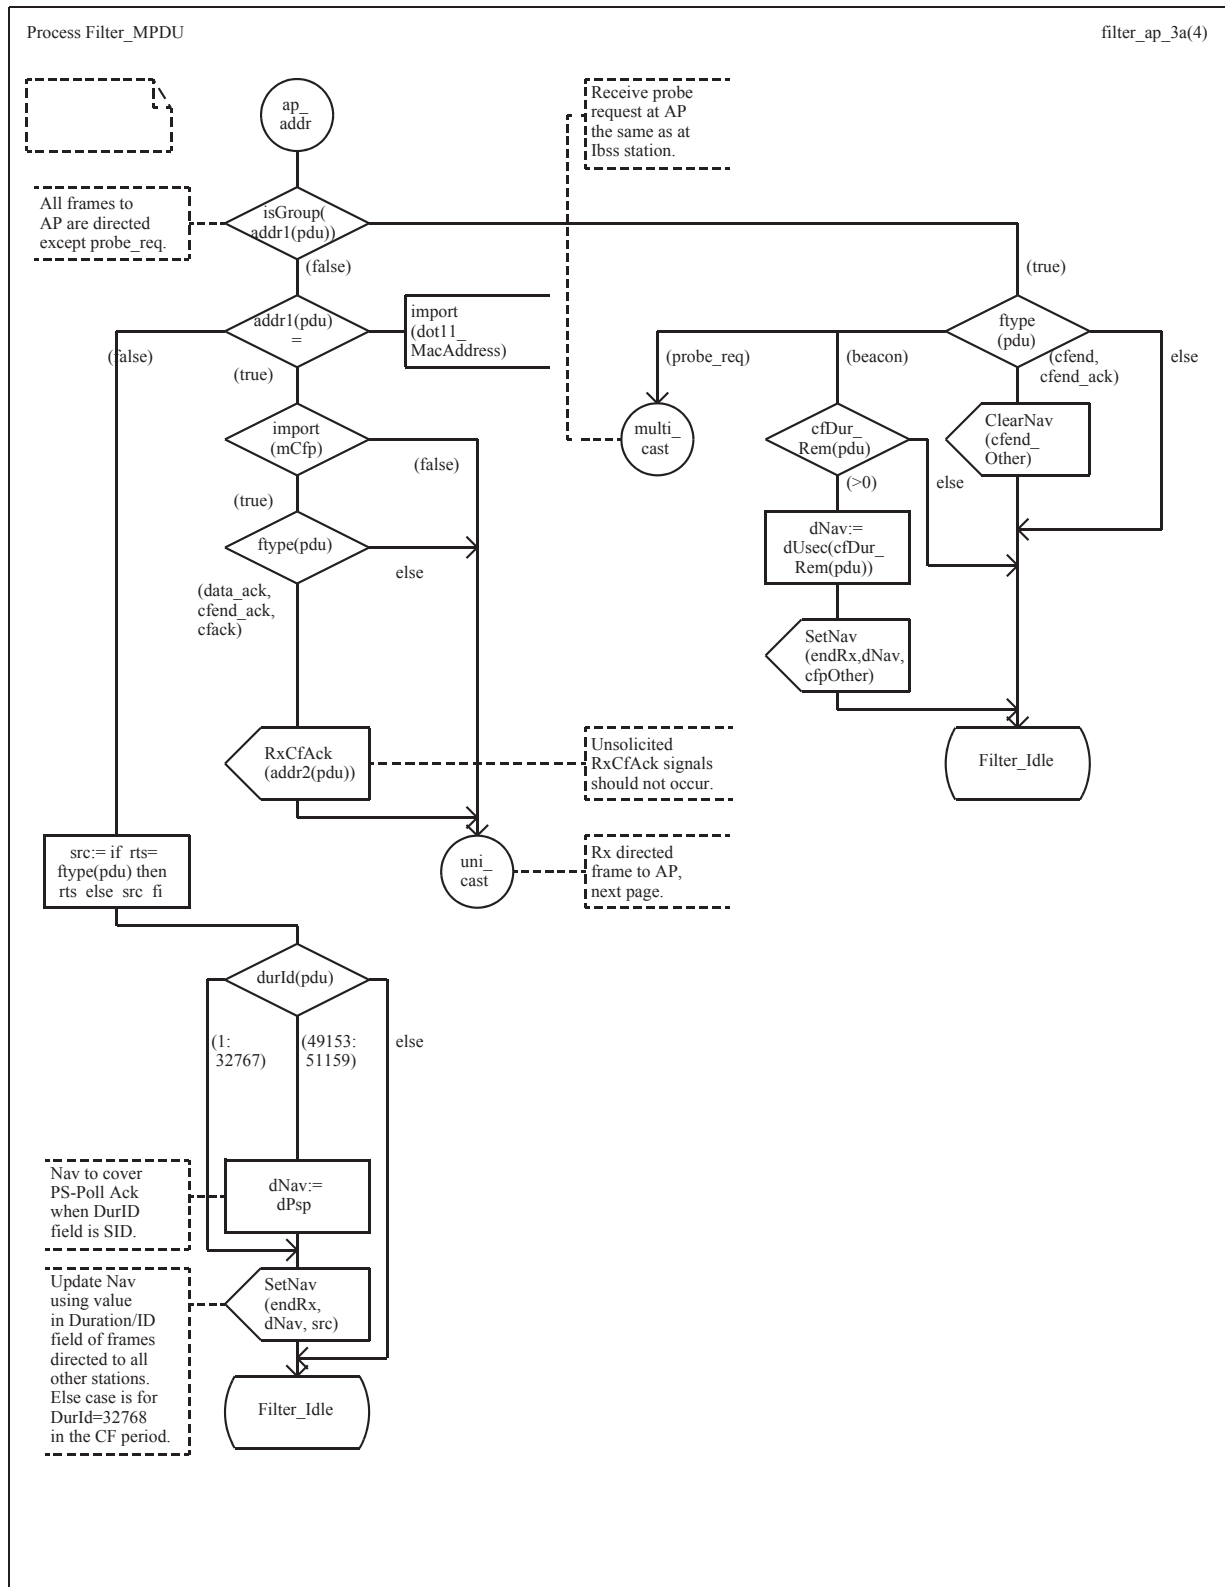 Process Filter_MPDU
filter_ap_3a(4)
ap_
addr
Receive probe
request at AP
the same as at
Ibss station.
All frames to
AP are directed
except probe_req.
isGroup(
addr1(pdu))
(false)
(true)
addr1(pdu)
=
import
(dot11_
MacAddress)
ftype
(pdu)
(false)
(true)
(probe_req)
(beacon)
(cfend,
cfend_ack)
else
import
(mCfp)
(false)
(true)
multi_
cast
cfDur_
Rem(pdu)
ClearNav
(cfend_
Other)
(>0)
else
ftype(pdu)
else
(data_ack,
cfend_ack,
cfack)
dNav:=
dUsec(cfDur_
Rem(pdu))
SetNav
(endRx,dNav,
cfpOther)
RxCfAck
(addr2(pdu))
Unsolicited
RxCfAck signals
should not occur.
Filter_Idle
src:= if rts=
ftype(pdu) then
rts else src fi
uni_
cast
Rx directed
frame to AP,
next page.
durId(pdu)
(1:
32767)
(49153:
51159)
else
Nav to cover
PS-Poll Ack
when DurID
field is SID.
dNav:=
dPsp
Update Nav
using value
in Duration/ID
field of frames
directed to all
other stations.
Else case is for
DurId=32768
in the CF period.
SetNav
(endRx,
dNav, src)
Filter_Idle